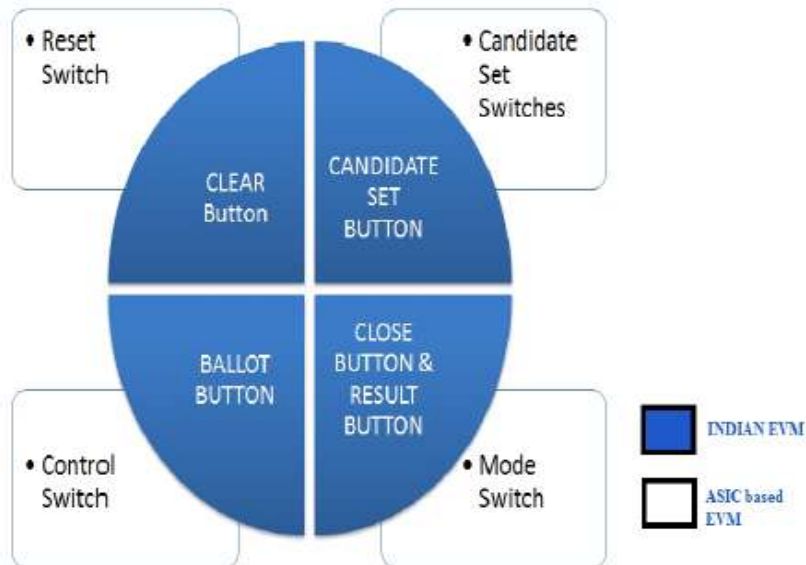 • Reset
Switch
• Candidate
Set
Switches
CLEAR
Button
CANDIDATE
SET
BUTTON
BALLOT
BUTTON
CLOSE
BUTTON &
RESULT
BUTTON
• Control
Switch
• Mode
Switch
INDIAN EVM
ASIC based
EVM